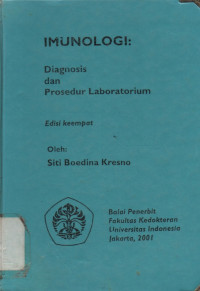 IMUNOLOGI:
Diagnosis
dan
Prosedur Laboratorium
Edisi keempat
Oleh:
Siti Boedina Kresno
Balai Penerbit
Fakultas Kedokteran
Universitas Indonesia
Jakarta, 2001